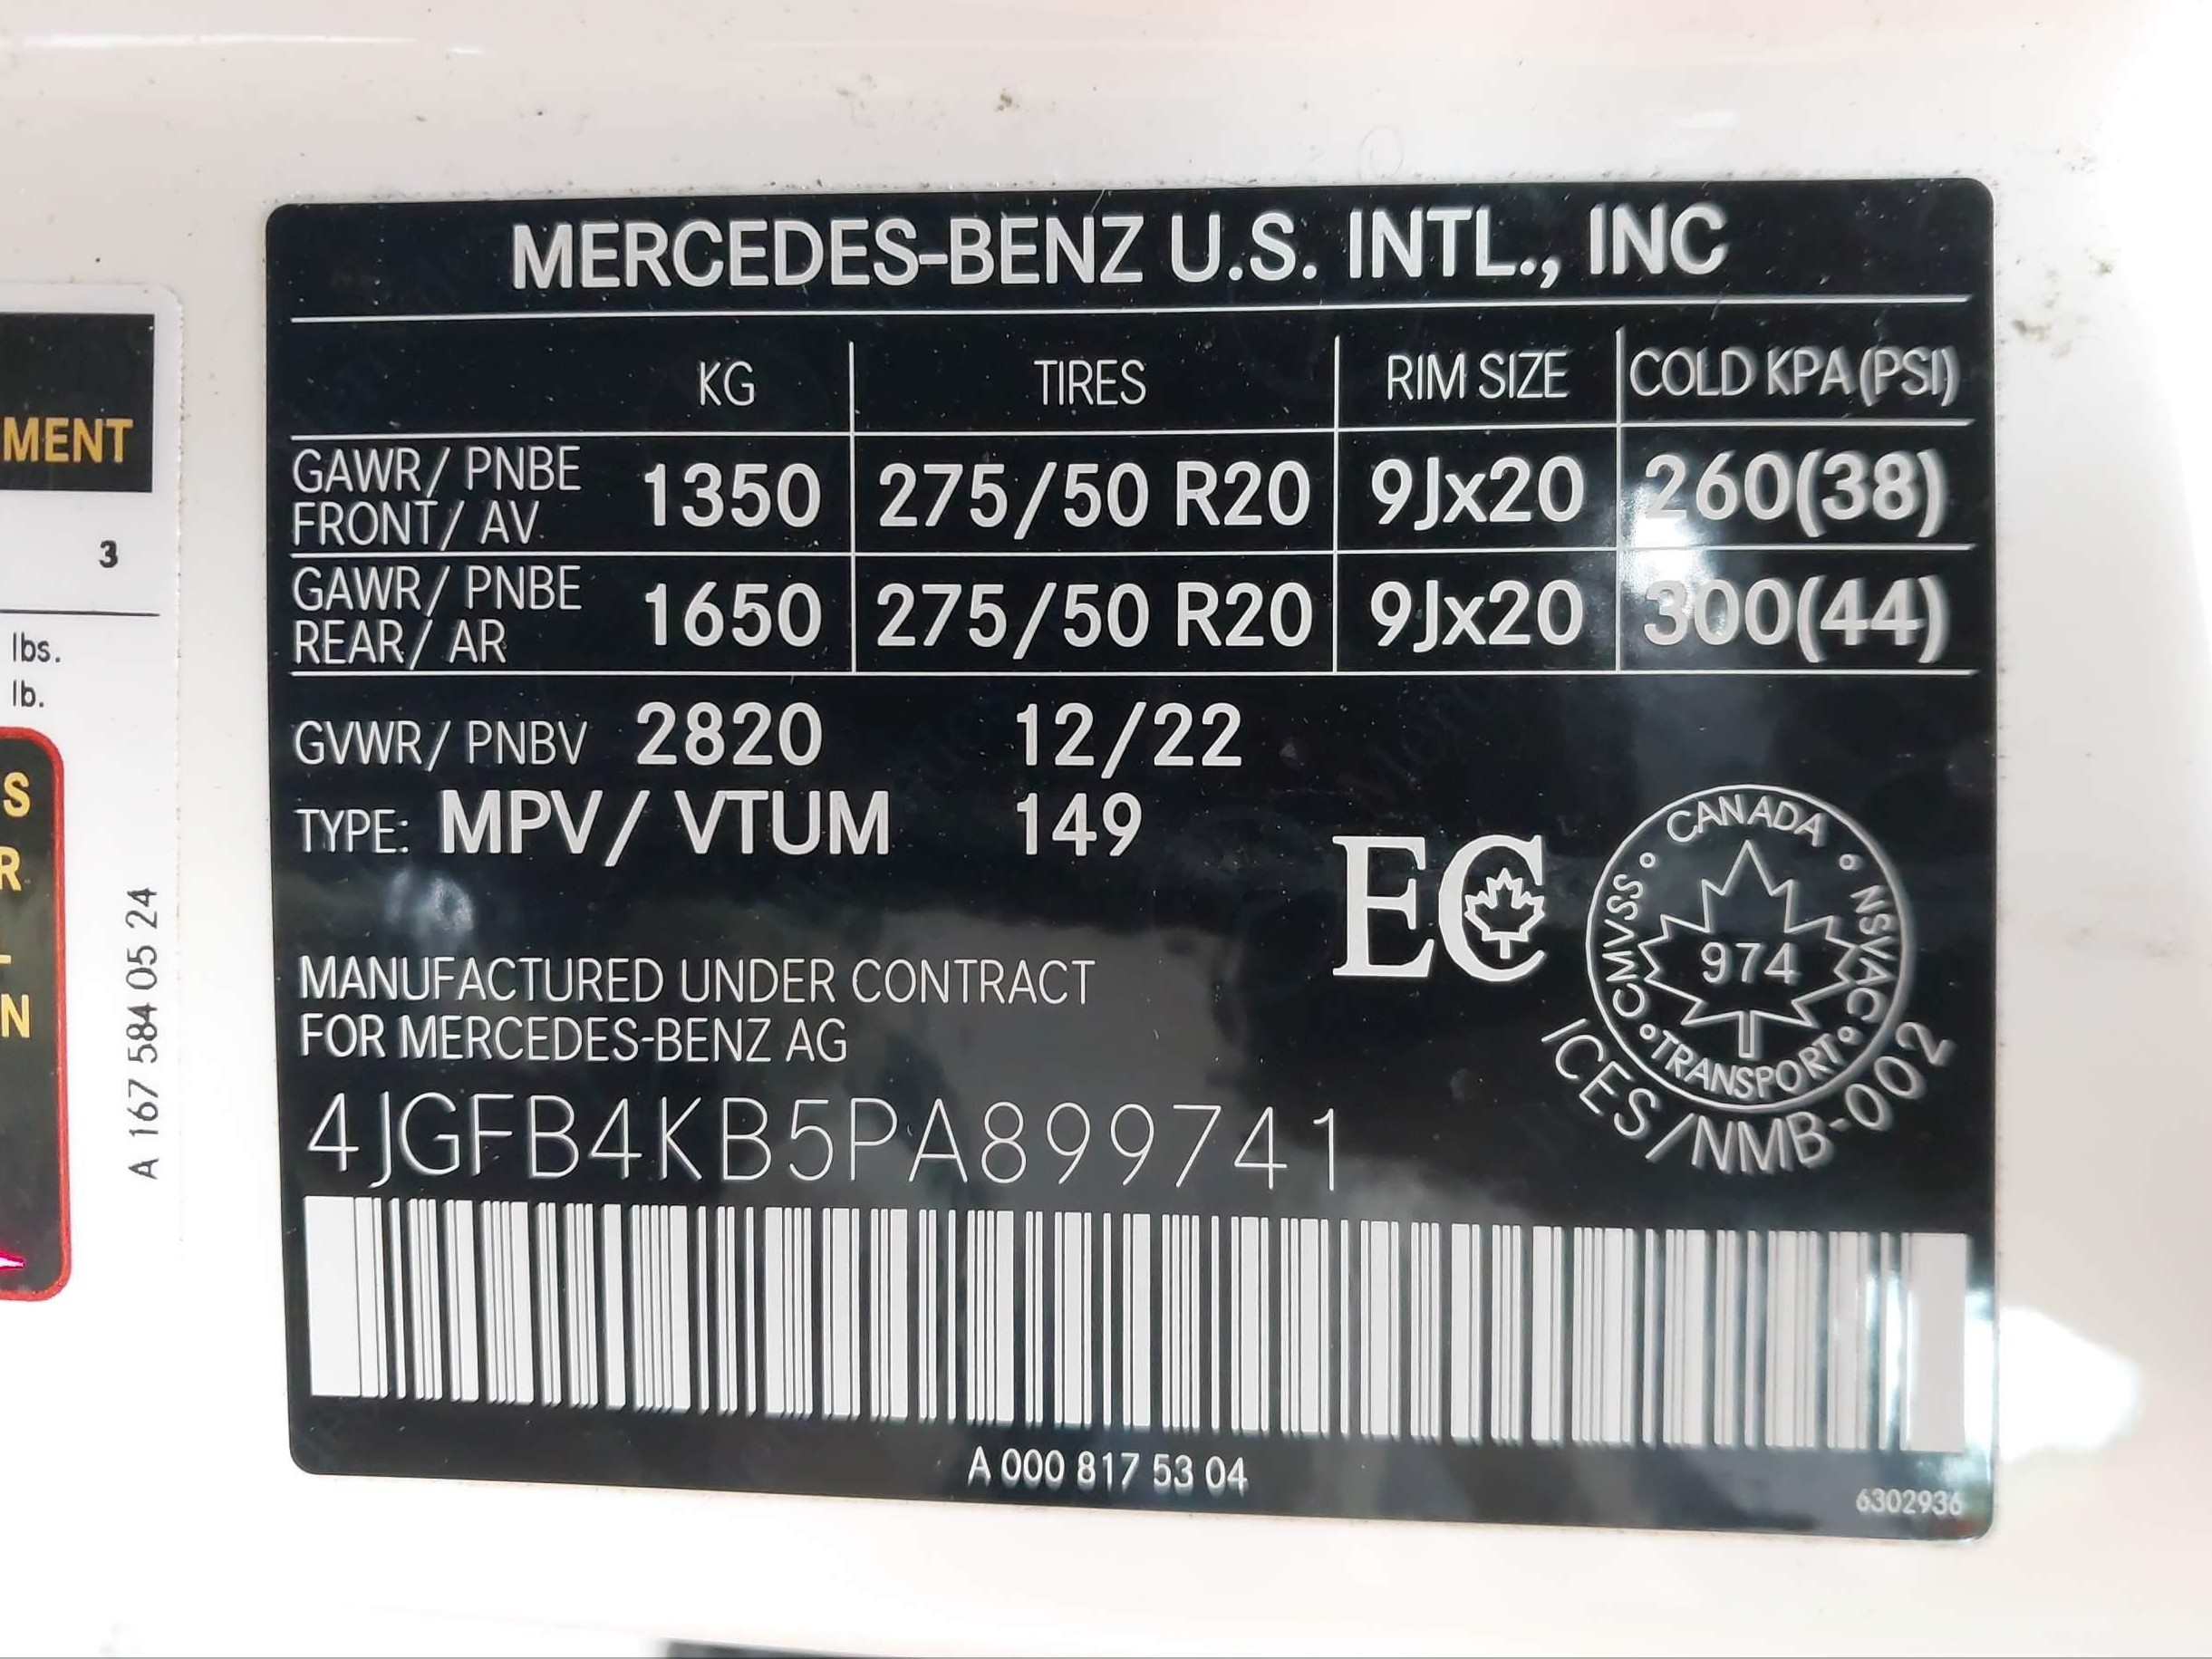 MERCEDES-BENZ U.S. INTL., INC
KG TIRES RIM SIZE COLD KPA (PSI)
GAWR/ PNBE
FRONT/ AV 1350 275/50 R20 9Jx20 260(38)
GAWR/ PNBE
REAR/ AR 1650 275/50 R20 9Jx20 300(44)
GVWR/ PNBV 2820 12/22
TYPE: MPV/ VTUM 149
EC
CANADA
NSVAC
TRANSPORT
CMVSS
974
ICES/NMB-002
MANUFACTURED UNDER CONTRACT
FOR MERCEDES-BENZ AG
4JGFB4KB5PA899741
A 000 817 53 04
6302936
MENT
3
lbs.
lb.
S
R
N
A 167 584 05 24